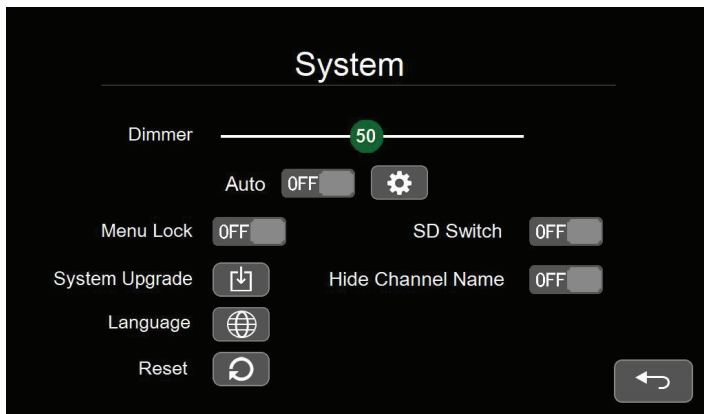 System
Dimmer 50
Auto OFF
Menu Lock OFF SD Switch OFF
System Upgrade Hide Channel Name OFF
Language
Reset